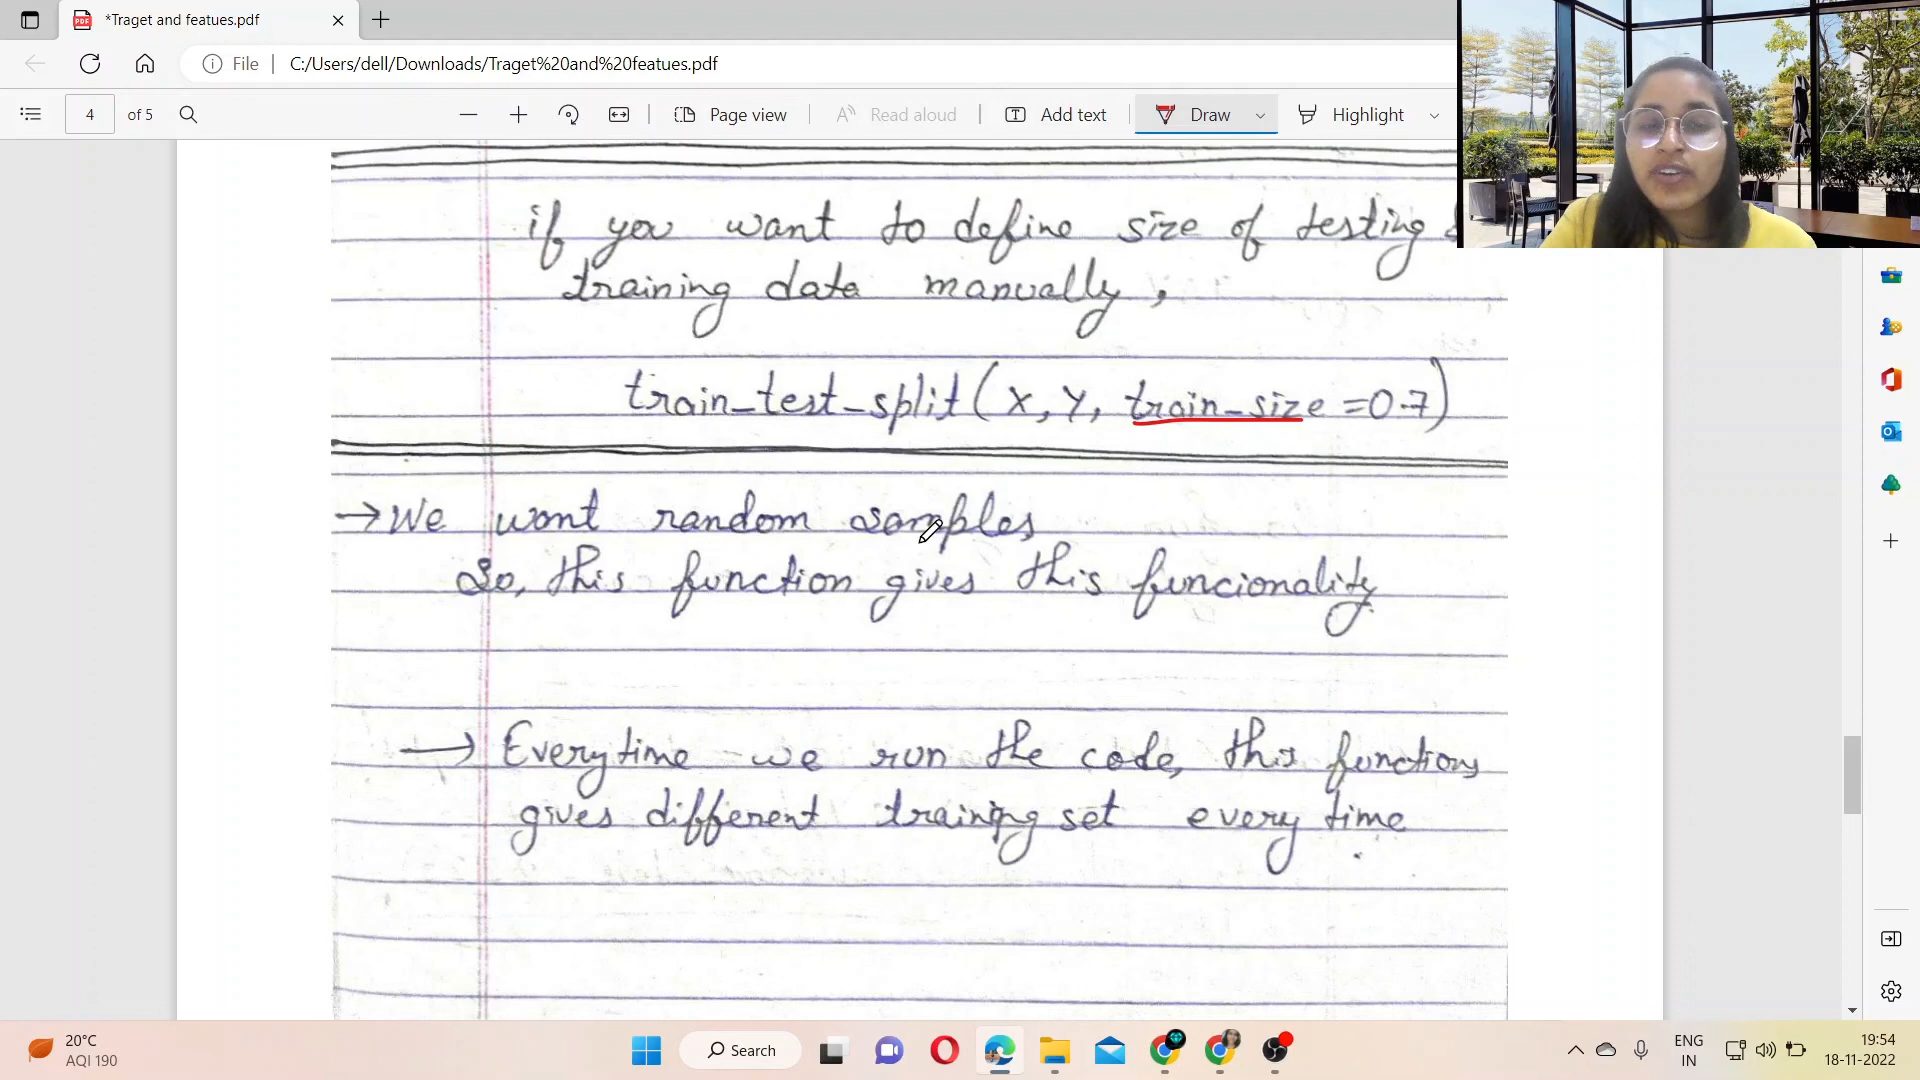 *Traget and featues.pdf
File
C:/Users/dell/Downloads/Traget%20and%20featues.pdf
4 of 5
Page view
Read aloud
Add text
Draw
Highlight
if you want to define size of testing
training data manually,
train_test_split(X, Y, train_size = 0.7)
→ We want random samples
So, this function gives this funcionality
→ Everytime we run the code, this functions
gives different training set every time.
20°C
AQI 190
Search
ENG
IN
19:54
18-11-2022